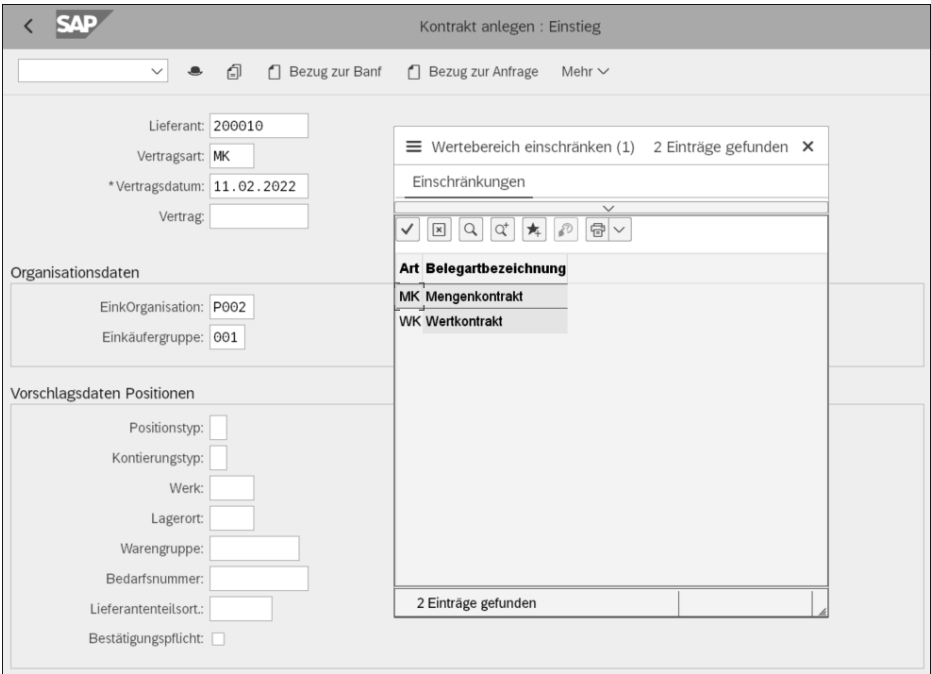 SAP
Kontrakt anlegen : Einstieg
Bezug zur Banf
Bezug zur Anfrage
Mehr
Lieferant: 200010
Vertragsart: MK
*Vertragsdatum: 11.02.2022
Vertrag:
Organisationsdaten
EinkOrganisation: P002
Einkäufergruppe: 001
Vorschlagsdaten Positionen
Positionstyp:
Kontierungstyp:
Werk:
Lagerort:
Warengruppe:
Bedarfsnummer:
Lieferantenteilsort.:
Bestätigungspflicht:
Wertebereich einschränken (1) 2 Einträge gefunden
Einschränkungen
Art Belegartbezeichnung
MK Mengenkontrakt
WK Wertkontrakt
2 Einträge gefunden